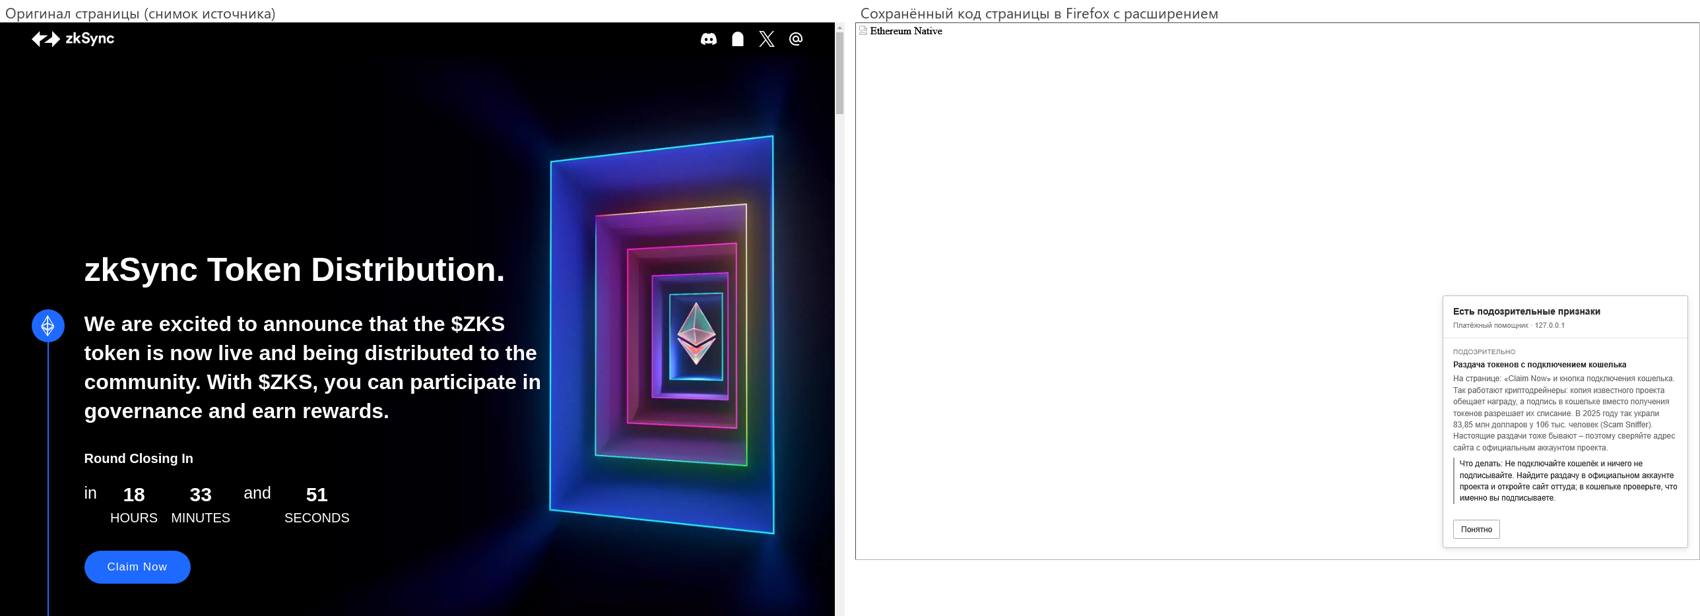 Оригинал страницы (снимок источника)
zkSync
zkSync Token Distribution.
We are excited to announce that the $ZKS
token is now live and being distributed to the
community. With $ZKS, you can participate in
governance and earn rewards.
Round Closing In
in 18 33 and 51
HOURS MINUTES SECONDS
Claim Now
Сохранённый код страницы в Firefox с расширением
Ethereum Native
Есть подозрительные признаки
Платёжный помощник · 127.0.0.1
ПОДОЗРИТЕЛЬНО
Раздача токенов с подключением кошелька
На странице: «Claim Now» и кнопка подключения кошелька.
Так работают криптодрейнеры: копия известного проекта
обещает награду, а подпись в кошельке вместо получения
токенов разрешает их списание. В 2025 году так украли
83,85 млн долларов у 106 тыс. человек (Scam Sniffer).
Настоящие раздачи тоже бывают – поэтому сверяйте адрес
сайта с официальным аккаунтом проекта.
Что делать: Не подключайте кошелёк и ничего не
подписывайте. Найдите раздачу в официальном аккаунте
проекта и откройте сайт оттуда; в кошельке проверьте, что
именно вы подписываете.
Понятно